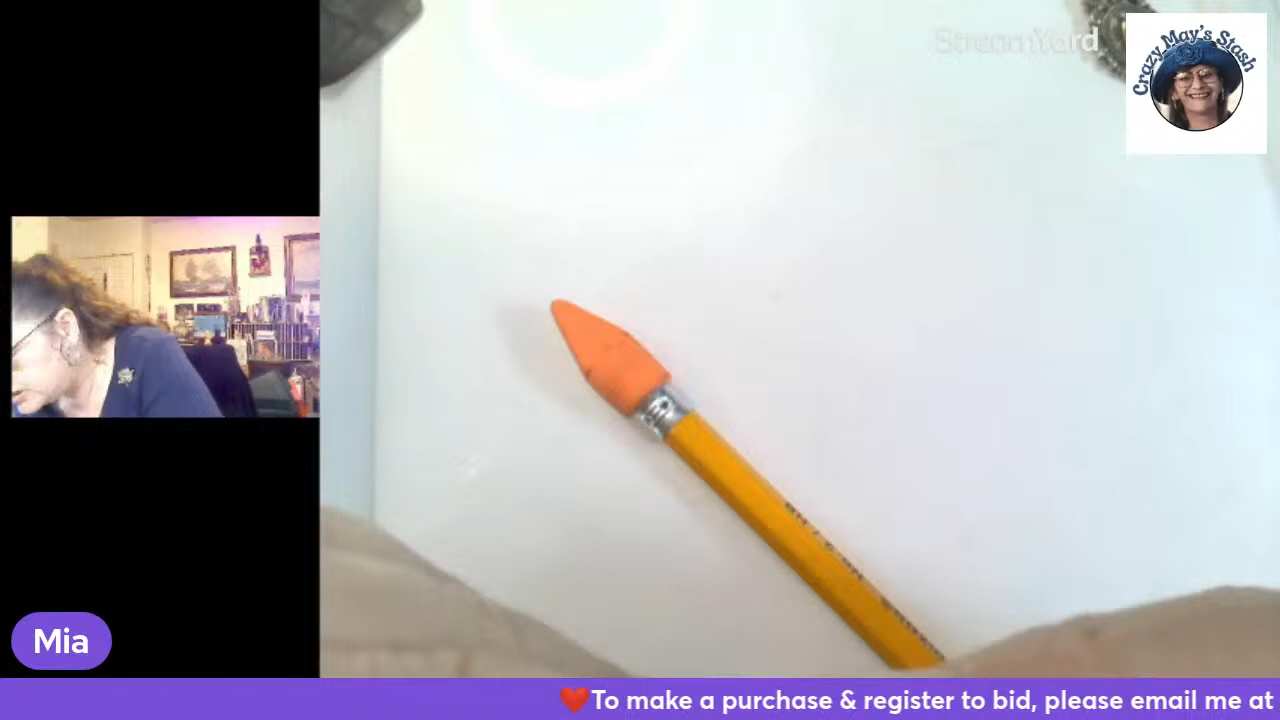 StreamYard
Crazy May's Stash
Mia
❤️To make a purchase & register to bid, please email me at